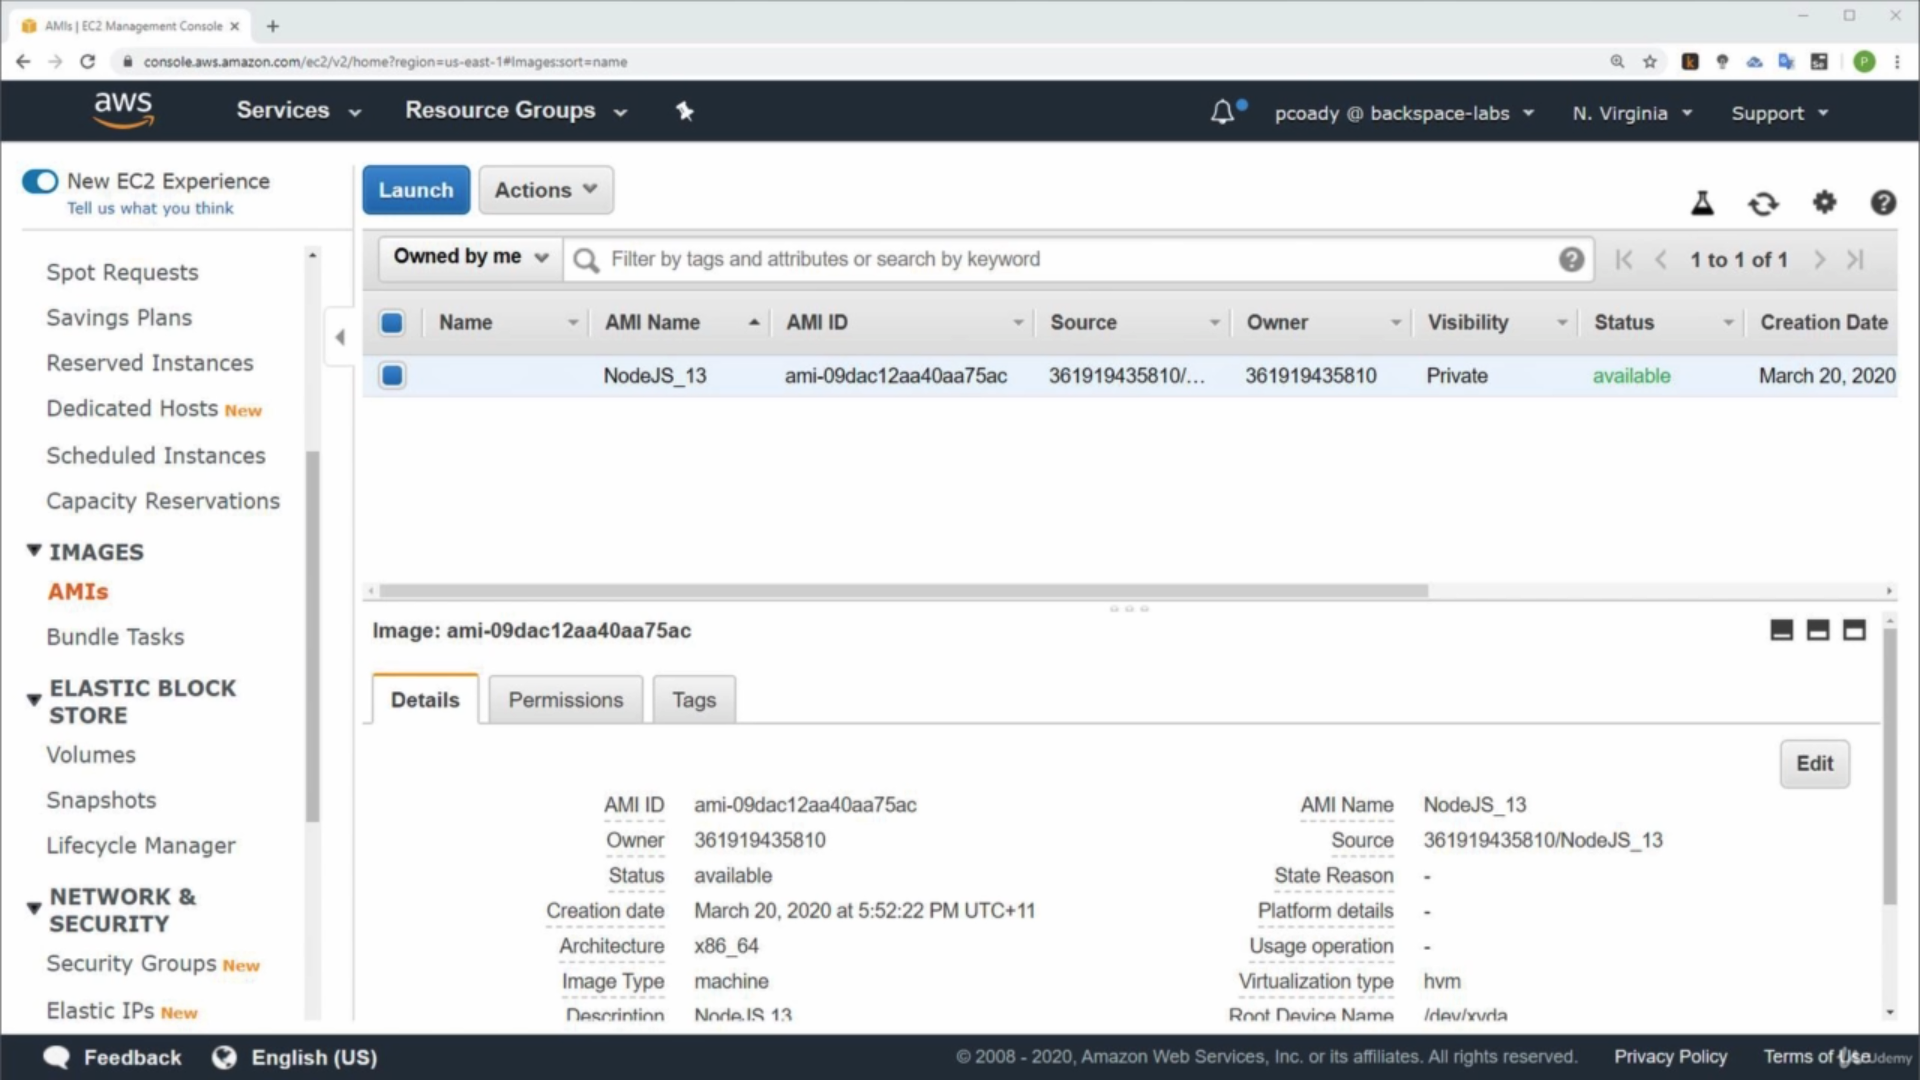 AMIs | EC2 Management Console
console.aws.amazon.com/ec2/v2/home?region=us-east-1#Images:sort=name
aws
Services
Resource Groups
pcoady @ backspace-labs
N. Virginia
Support
New EC2 Experience
Tell us what you think
Spot Requests
Savings Plans
Reserved Instances
Dedicated Hosts New
Scheduled Instances
Capacity Reservations
IMAGES
AMIs
Bundle Tasks
ELASTIC BLOCK
STORE
Volumes
Snapshots
Lifecycle Manager
NETWORK &
SECURITY
Security Groups New
Elastic IPs New
Launch
Actions
Owned by me
Filter by tags and attributes or search by keyword
1 to 1 of 1
Name AMI Name AMI ID Source Owner Visibility Status Creation Date
NodeJS_13 ami-09dac12aa40aa75ac 361919435810/... 361919435810 Private available March 20, 2020
Image: ami-09dac12aa40aa75ac
Details
Permissions
Tags
Edit
AMI ID ami-09dac12aa40aa75ac
AMI Name NodeJS_13
Owner 361919435810
Source 361919435810/NodeJS_13
Status available
State Reason -
Creation date March 20, 2020 at 5:52:22 PM UTC+11
Platform details -
Architecture x86_64
Usage operation -
Image Type machine
Virtualization type hvm
Description NodeJS 13
Root Device Name /dev/xvda
Feedback
English (US)
© 2008 - 2020, Amazon Web Services, Inc. or its affiliates. All rights reserved.
Privacy Policy
Terms of Use
Udemy